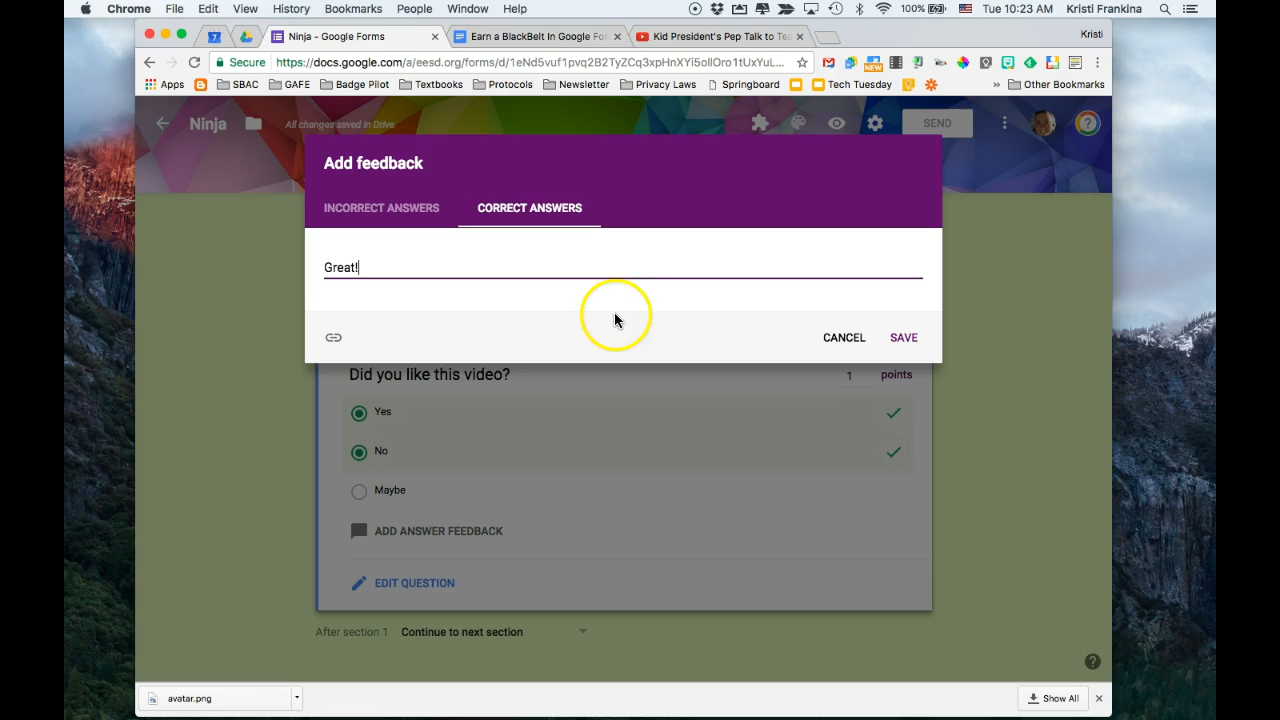 Chrome File Edit View History Bookmarks People Window Help 100% Tue 10:23 AM Kristi Frankina
7 Ninja - Google Forms × Earn a BlackBelt In Google For × Kid President's Pep Talk to Tea × Kristi
Secure https://docs.google.com/a/eesd.org/forms/d/1eNd5vuf1pvq2B2TyZCq3xpHnXYi5ollOro1tUxYuL... NEW
Apps SBAC GAFE Badge Pilot Textbooks Protocols Newsletter Privacy Laws Springboard Tech Tuesday » Other Bookmarks
Ninja All changes saved in Drive SEND ?
Add feedback
INCORRECT ANSWERS CORRECT ANSWERS
Great!
CANCEL SAVE
Did you like this video? 1 points
Yes
No
Maybe
ADD ANSWER FEEDBACK
EDIT QUESTION
After section 1 Continue to next section
?
avatar.png Show All ×